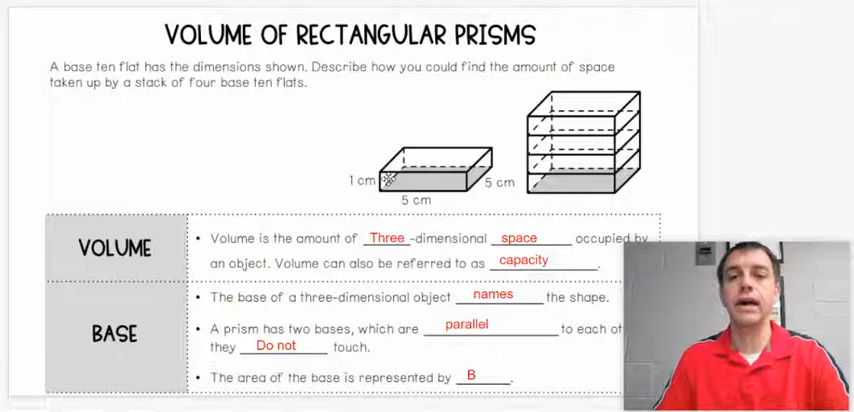 VOLUME OF RECTANGULAR PRISMS
A base ten flat has the dimensions shown. Describe how you could find the amount of space
taken up by a stack of four base ten flats.
1 cm
5 cm
5 cm
VOLUME
• Volume is the amount of Three-dimensional space occupied by
an object. Volume can also be referred to as capacity.
BASE
• The base of a three-dimensional object names the shape.
• A prism has two bases, which are parallel to each
they Do not touch.
• The area of the base is represented by B.